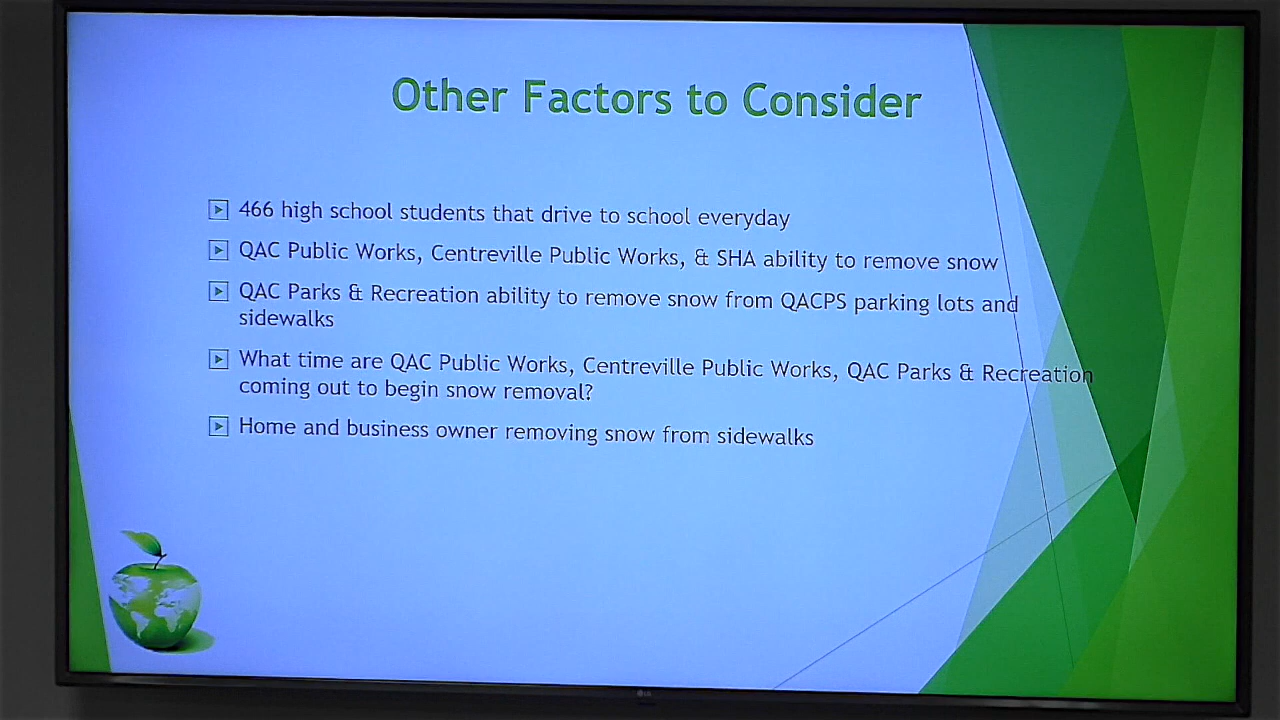 Other Factors to Consider
466 high school students that drive to school everyday
QAC Public Works, Centreville Public Works, & SHA ability to remove snow
QAC Parks & Recreation ability to remove snow from QACPS parking lots and
sidewalks
What time are QAC Public Works, Centreville Public Works, QAC Parks & Recreation
coming out to begin snow removal?
Home and business owner removing snow from sidewalks
LG